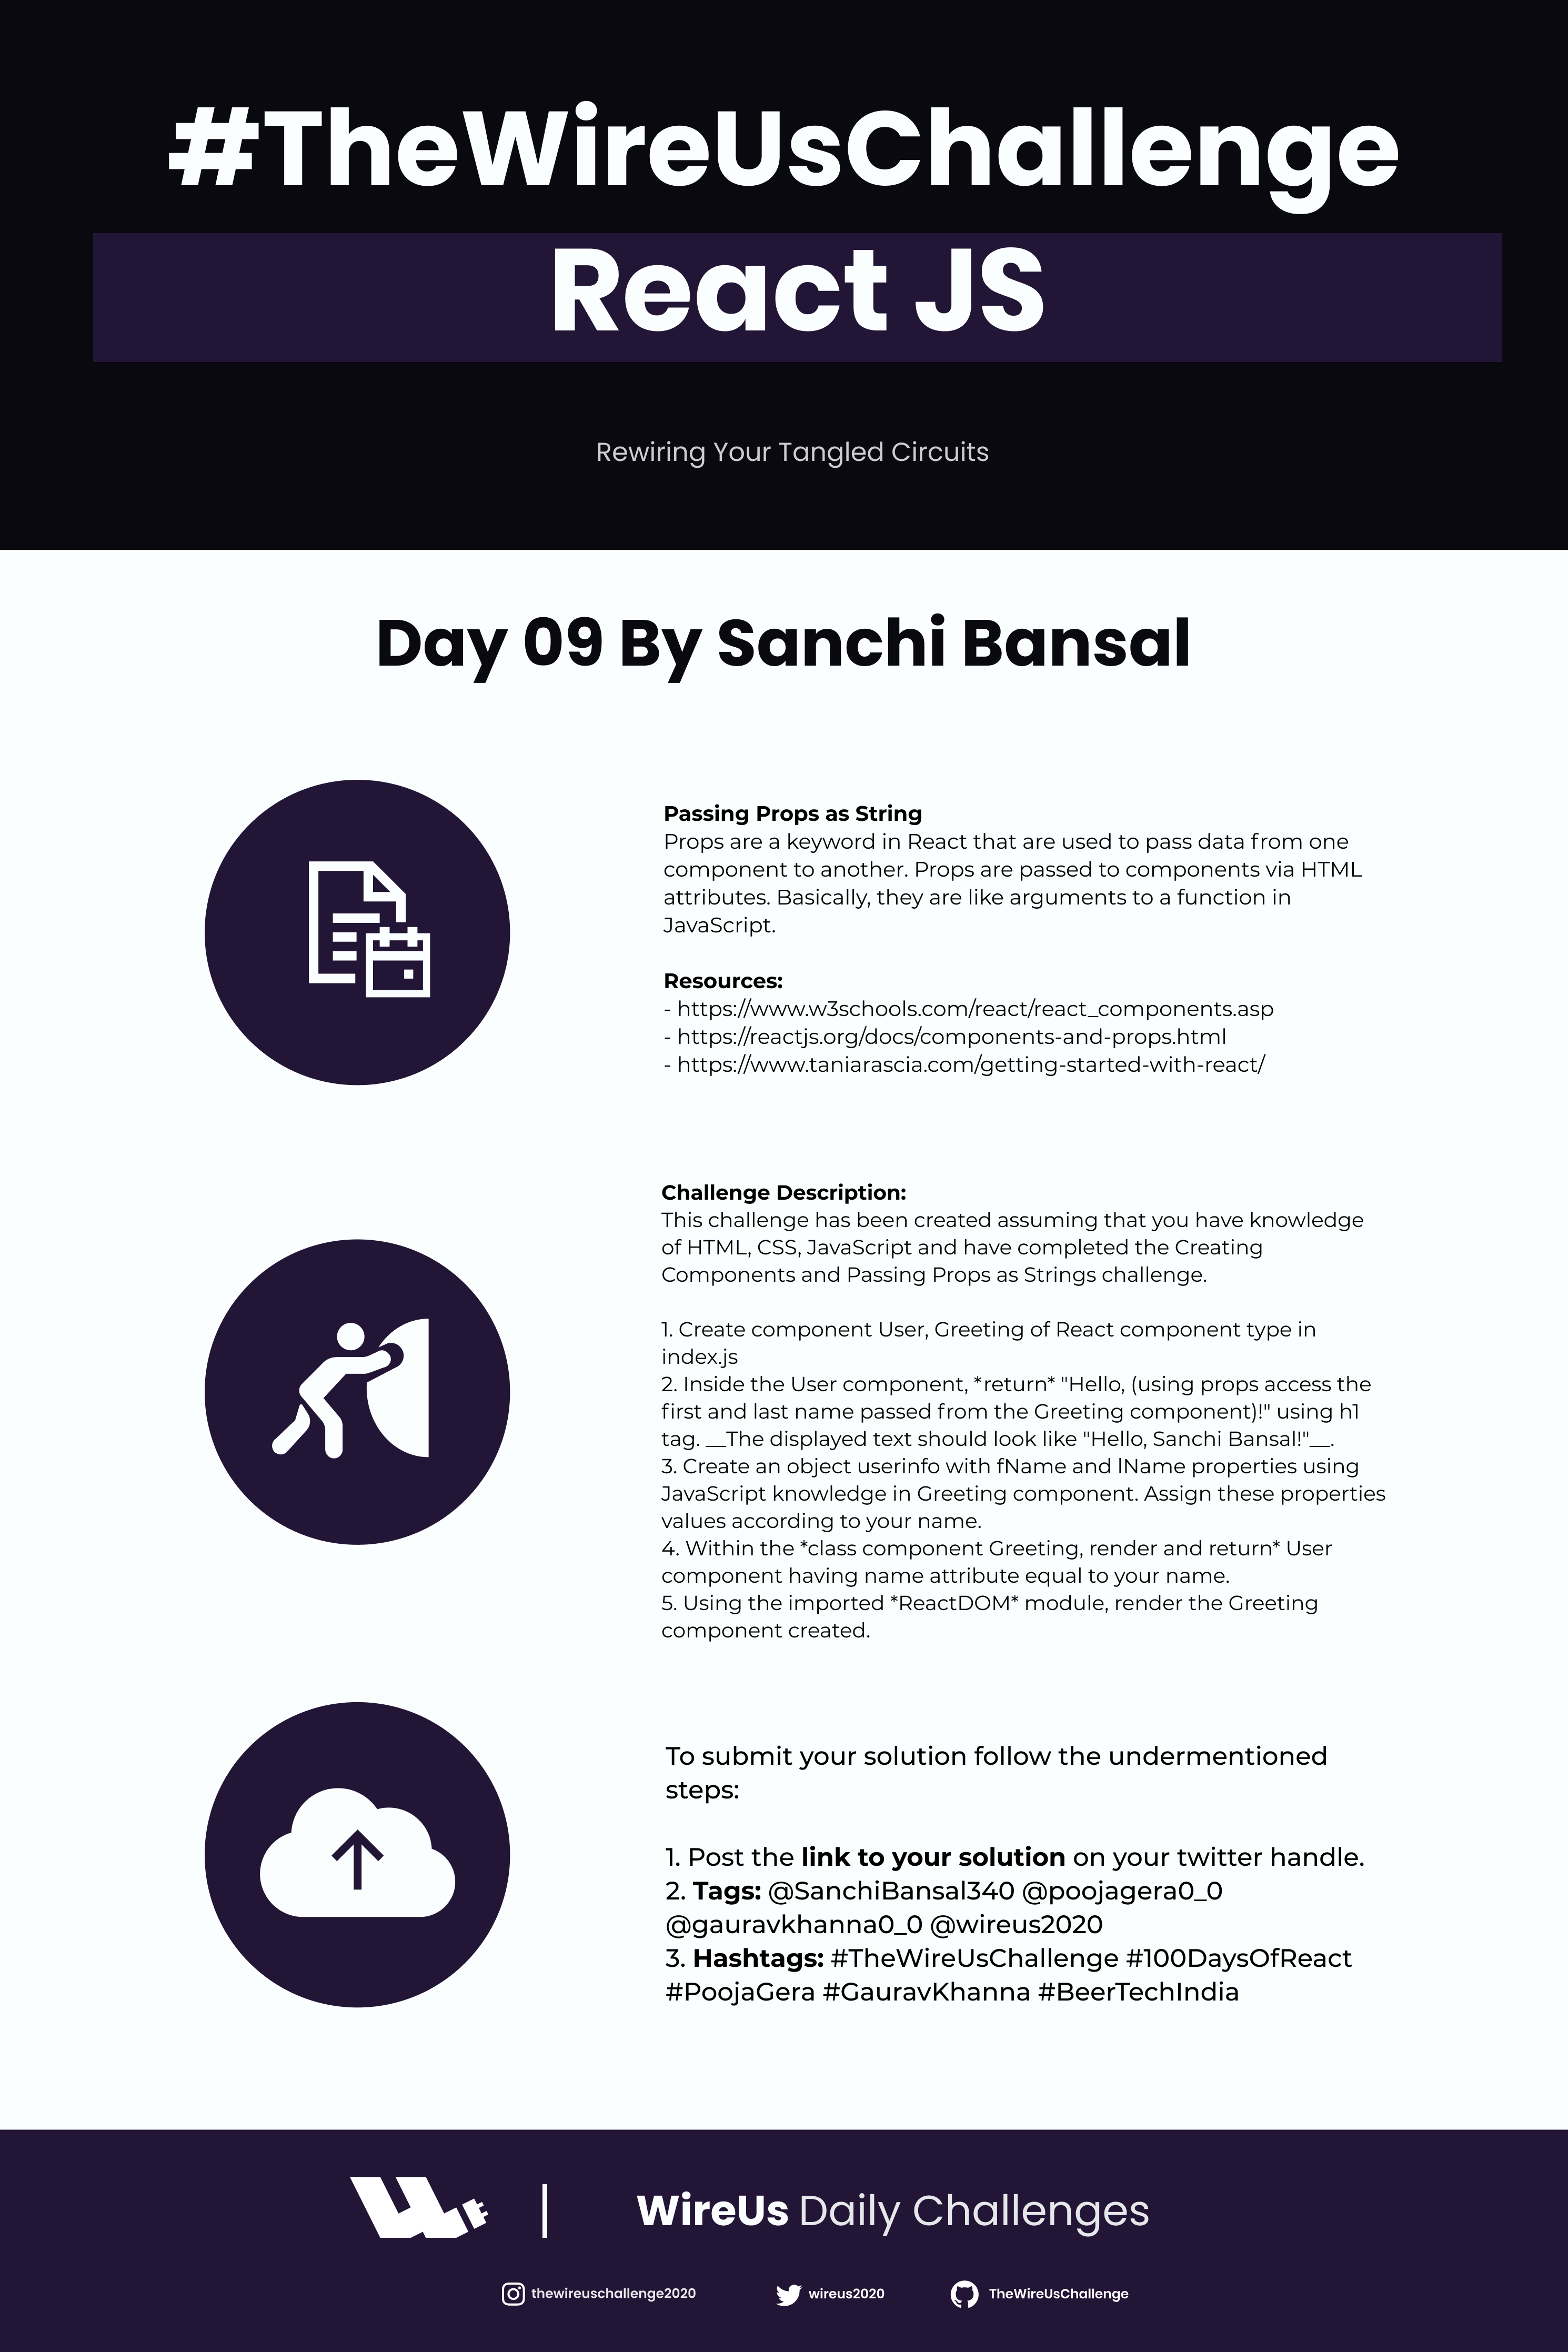 #TheWireUsChallenge
React JS
Rewiring Your Tangled Circuits
Day 09 By Sanchi Bansal
Passing Props as String
Props are a keyword in React that are used to pass data from one
component to another. Props are passed to components via HTML
attributes. Basically, they are like arguments to a function in
JavaScript.
Resources:
- https://www.w3schools.com/react/react_components.asp
- https://reactjs.org/docs/components-and-props.html
- https://www.taniarascia.com/getting-started-with-react/
Challenge Description:
This challenge has been created assuming that you have knowledge
of HTML, CSS, JavaScript and have completed the Creating
Components and Passing Props as Strings challenge.
1. Create component User, Greeting of React component type in
index.js
2. Inside the User component, *return* "Hello, (using props access the
first and last name passed from the Greeting component)!" using h1
tag. __The displayed text should look like "Hello, Sanchi Bansal!"__.
3. Create an object userinfo with fName and lName properties using
JavaScript knowledge in Greeting component. Assign these properties
values according to your name.
4. Within the *class component Greeting, render and return* User
component having name attribute equal to your name.
5. Using the imported *ReactDOM* module, render the Greeting
component created.
To submit your solution follow the undermentioned
steps:
1. Post the link to your solution on your twitter handle.
2. Tags: @SanchiBansal340 @poojagera0_0
@gauravkhanna0_0 @wireus2020
3. Hashtags: #TheWireUsChallenge #100DaysOfReact
#PoojaGera #GauravKhanna #BeerTechIndia
WireUs Daily Challenges
thewireuschallenge2020 wireus2020 TheWireUsChallenge